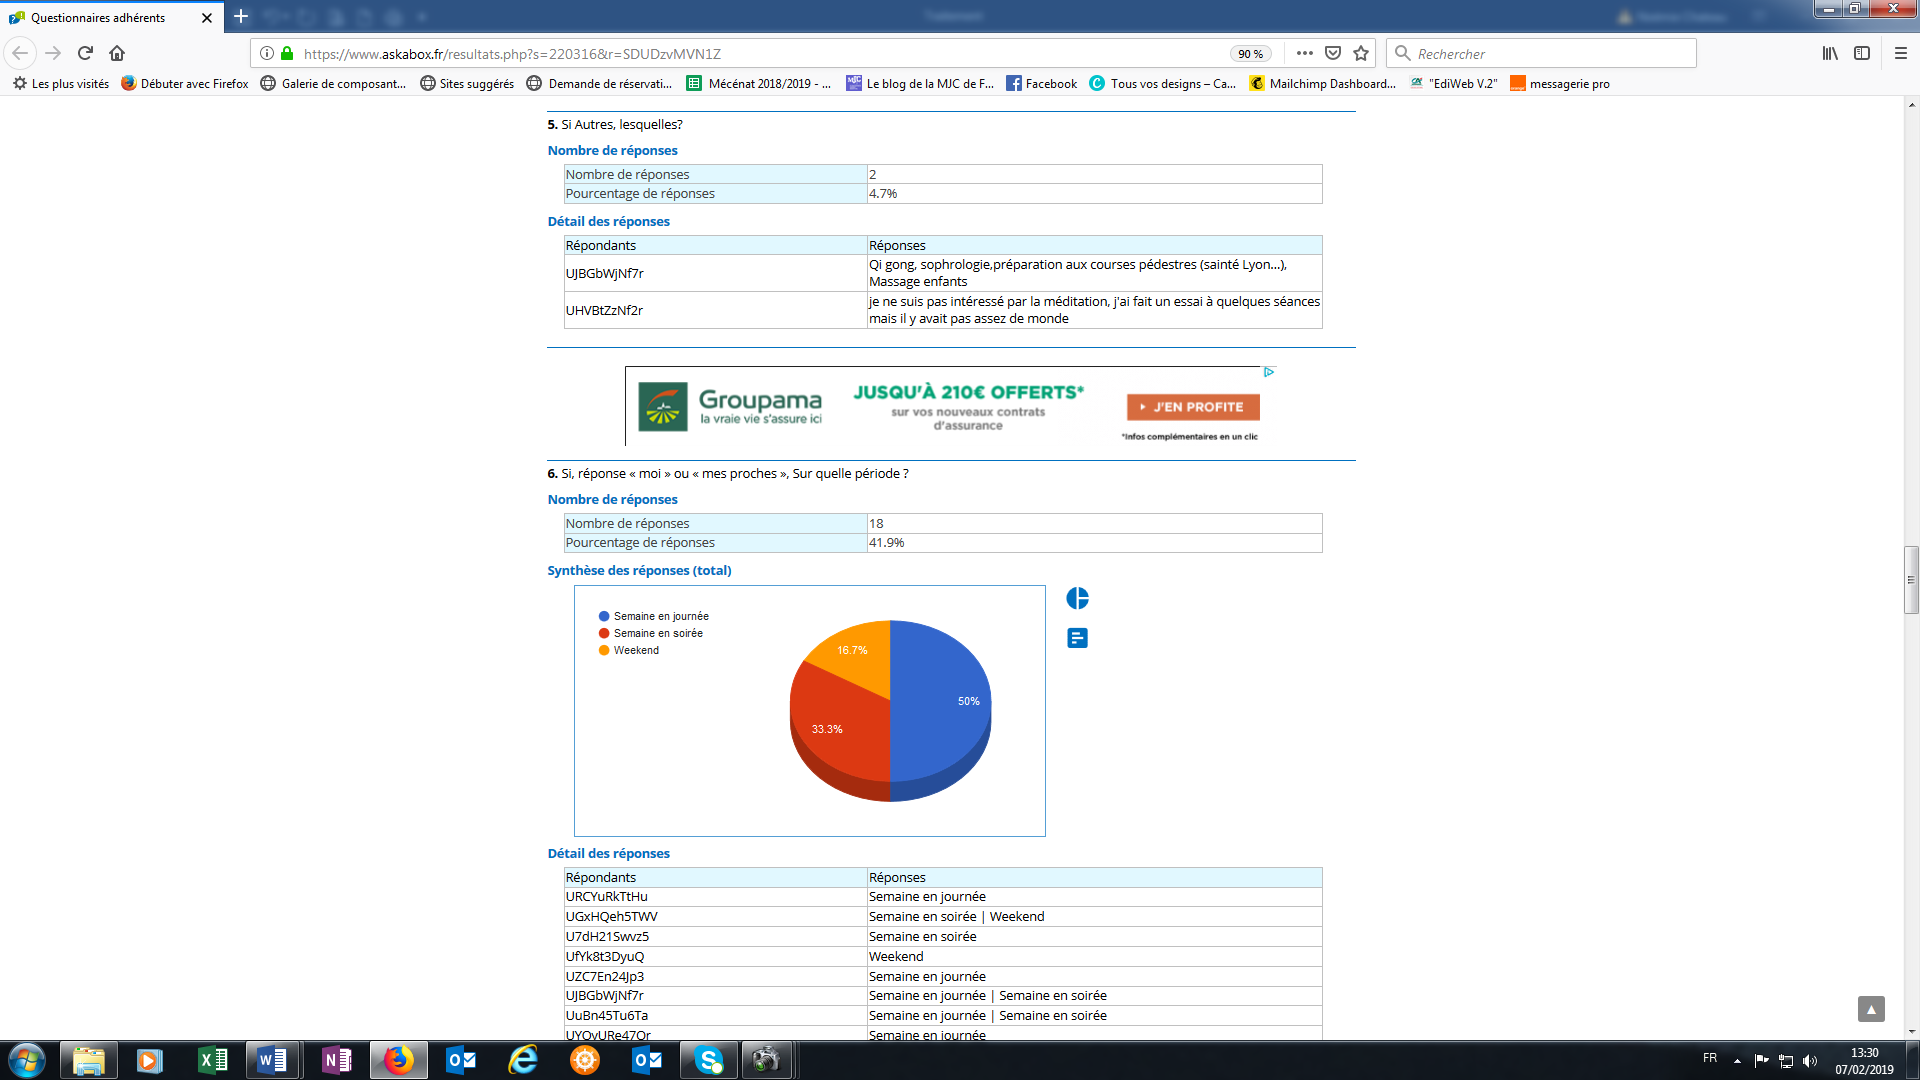 Questionnaires adhérents
https://www.askabox.fr/resultats.php?s=220316&r=SDUDzvMVN1Z
90 %
Rechercher
Les plus visités
Débuter avec Firefox
Galerie de composant...
Sites suggérés
Demande de réservati...
Mécénat 2018/2019 - ...
Le blog de la MJC de F...
Facebook
Tous vos designs – Ca...
Mailchimp Dashboard...
"EdiWeb V.2"
messagerie pro
5. Si Autres, lesquelles?
Nombre de réponses
Nombre de réponses 2
Pourcentage de réponses 4.7%
Détail des réponses
Répondants Réponses
UJBGbWjNf7r Qi gong, sophrologie,préparation aux courses pédestres (sainté Lyon...),
Massage enfants
UHVBtZzNf2r je ne suis pas intéressé par la méditation, j'ai fait un essai à quelques séances
mais il y avait pas assez de monde
Groupama
la vraie vie s'assure ici
JUSQU'À 210€ OFFERTS*
sur vos nouveaux contrats
d'assurance
J'EN PROFITE
*Infos complémentaires en un clic
6. Si, réponse « moi » ou « mes proches », Sur quelle période ?
Nombre de réponses
Nombre de réponses 18
Pourcentage de réponses 41.9%
Synthèse des réponses (total)
Semaine en journée
Semaine en soirée
Weekend
16.7%
50%
33.3%
Détail des réponses
Répondants Réponses
URCYuRkTtHu Semaine en journée
UGxHQeh5TWV Semaine en soirée | Weekend
U7dH21Swvz5 Semaine en soirée
UfYk8t3DyuQ Weekend
UZC7En24Jp3 Semaine en journée
UJBGbWjNf7r Semaine en journée | Semaine en soirée
UuBn45Tu6Ta Semaine en journée | Semaine en soirée
Semaine en journée
FR
13:30
07/02/2019